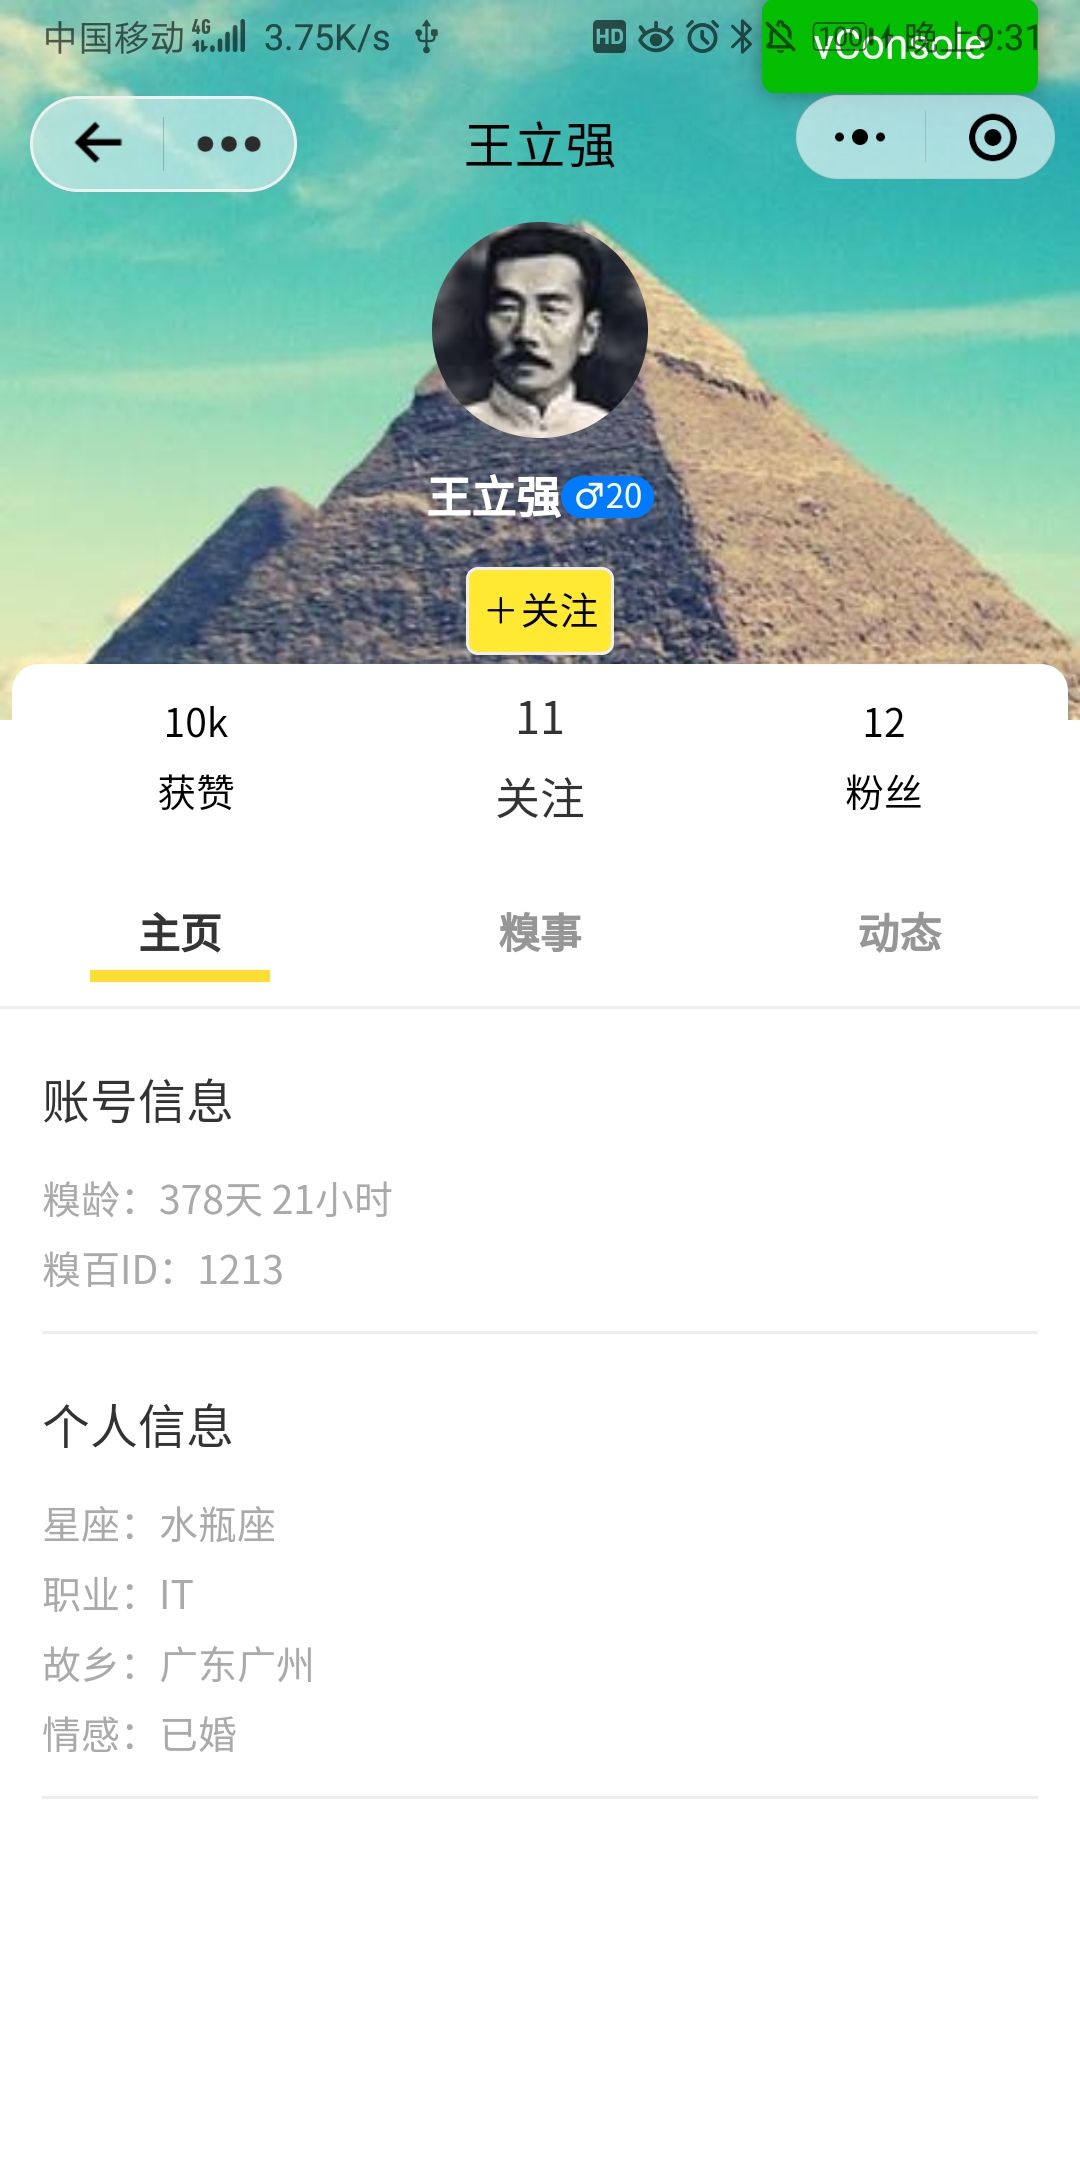 中国移动 4G 3.75K/s HD 100 晚上9:31
vConsole
王立强
王立强 ♂20
＋关注
10k 11 12
获赞 关注 粉丝
主页 糗事 动态
账号信息
糗龄：378天 21小时
糗百ID：1213
个人信息
星座：水瓶座
职业：IT
故乡：广东广州
情感：已婚